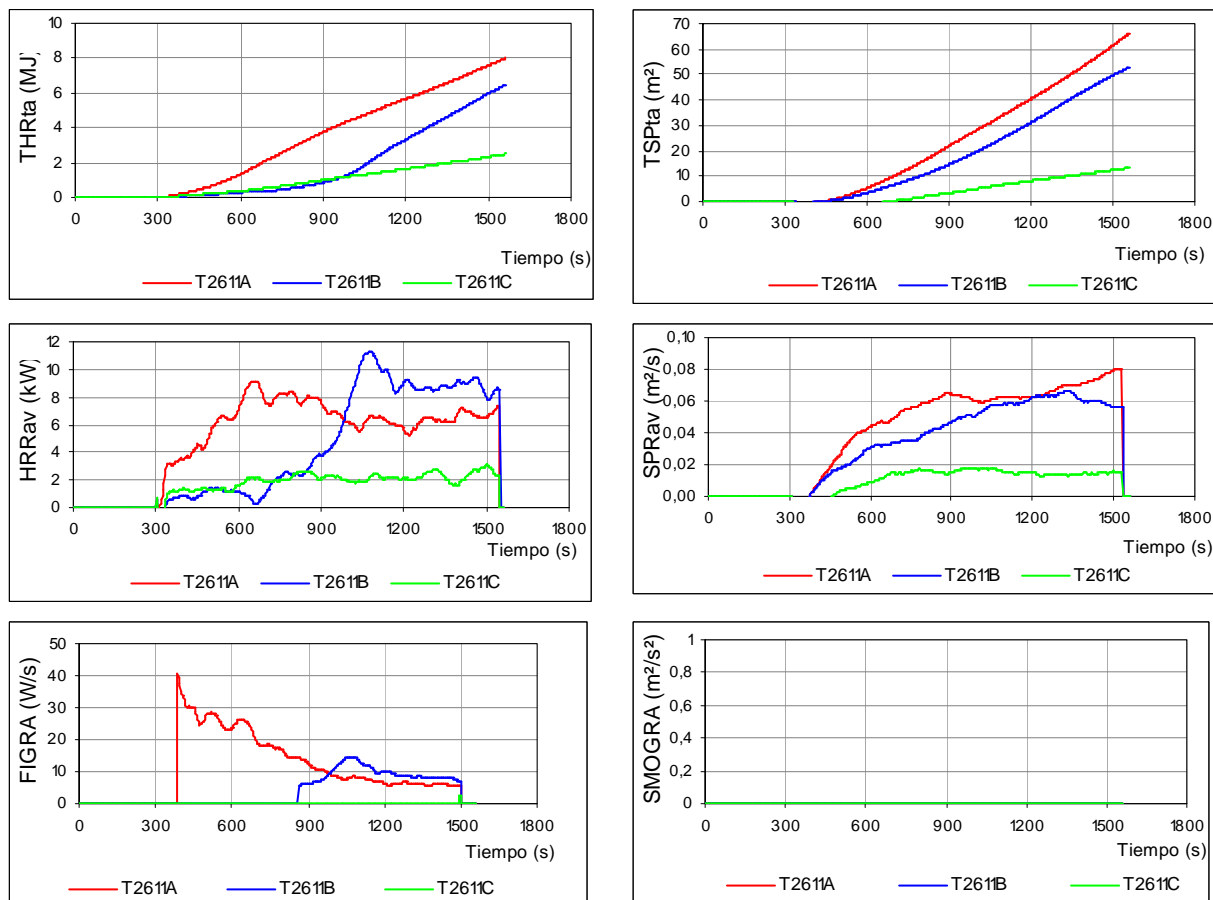 THRta (MJ)
10
8
6
4
2
0
0 300 600 900 1200 1500 1800
Tiempo (s)
T2611A T2611B T2611C
TSPta (m²)
70
60
50
40
30
20
10
0
0 300 600 900 1200 1500 1800
Tiempo (s)
T2611A T2611B T2611C
HRRav (kW)
12
10
8
6
4
2
0
0 300 600 900 1200 1500 1800
Tiempo (s)
T2611A T2611B T2611C
SPRav (m²/s)
0,10
0,08
0,06
0,04
0,02
0,00
0 300 600 900 1200 1500 1800
Tiempo (s)
T2611A T2611B T2611C
FIGRA (W/s)
50
40
30
20
10
0
0 300 600 900 1200 1500 1800
Tiempo (s)
T2611A T2611B T2611C
SMOGRA (m²/s²)
1
0,8
0,6
0,4
0,2
0
0 300 600 900 1200 1500 1800
Tiempo (s)
T2611A T2611B T2611C